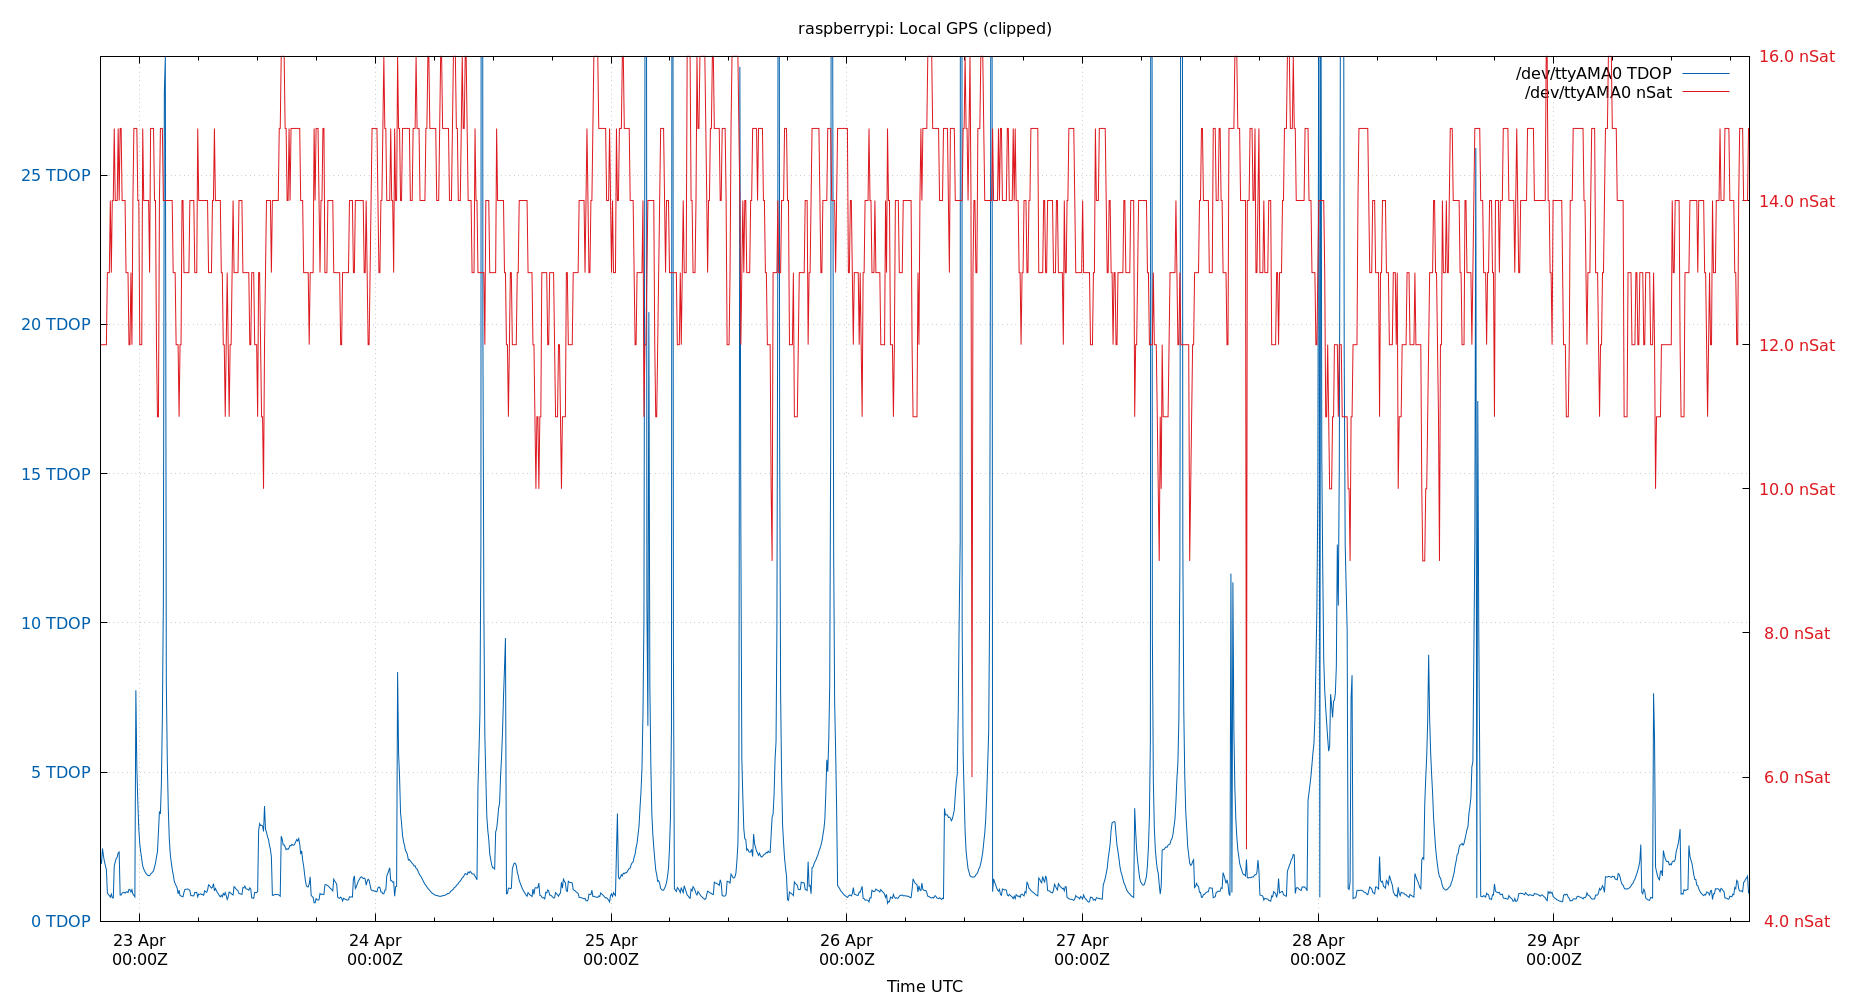 raspberrypi: Local GPS (clipped)
/dev/ttyAMA0 TDOP
/dev/ttyAMA0 nSat
25 TDOP
20 TDOP
15 TDOP
10 TDOP
5 TDOP
0 TDOP
16.0 nSat
14.0 nSat
12.0 nSat
10.0 nSat
8.0 nSat
6.0 nSat
4.0 nSat
23 Apr
00:00Z
24 Apr
00:00Z
25 Apr
00:00Z
26 Apr
00:00Z
27 Apr
00:00Z
28 Apr
00:00Z
29 Apr
00:00Z
Time UTC